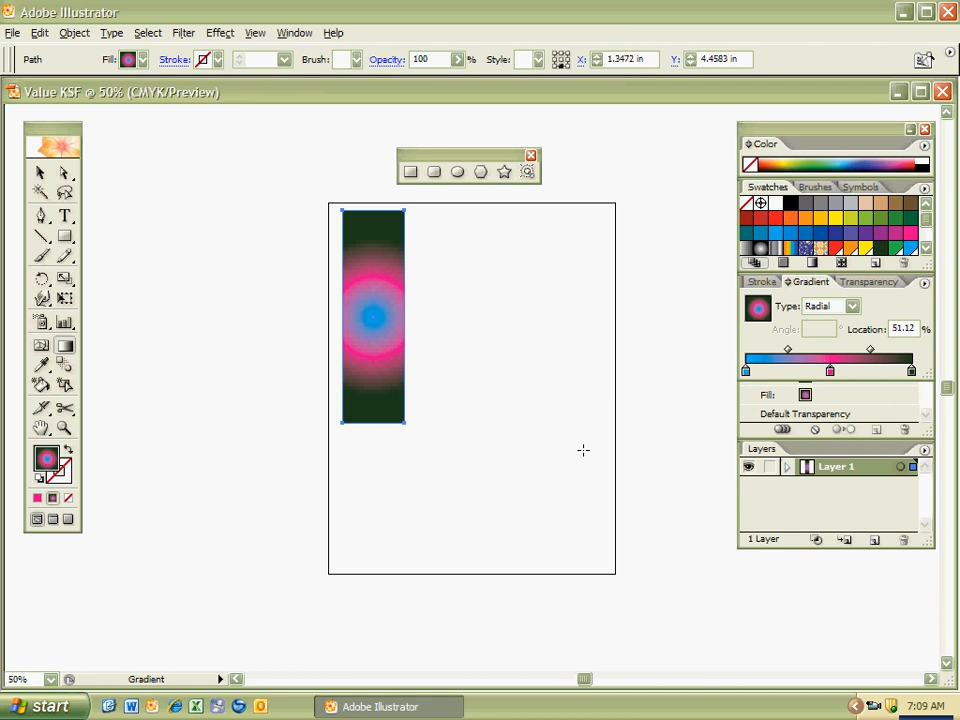 Adobe Illustrator
File Edit Object Type Select Filter Effect View Window Help
Path Fill: Stroke: Brush: Opacity: 100 % Style: X: 1.3472 in Y: 4.4583 in
Value KSF @ 50% (CMYK/Preview)
Color
Swatches Brushes Symbols
Stroke Gradient Transparency
Type: Radial
Angle: ° Location: 51.12 %
Fill:
Default Transparency
Layers
Layer 1
1 Layer
50% Gradient
start Adobe Illustrator 7:09 AM